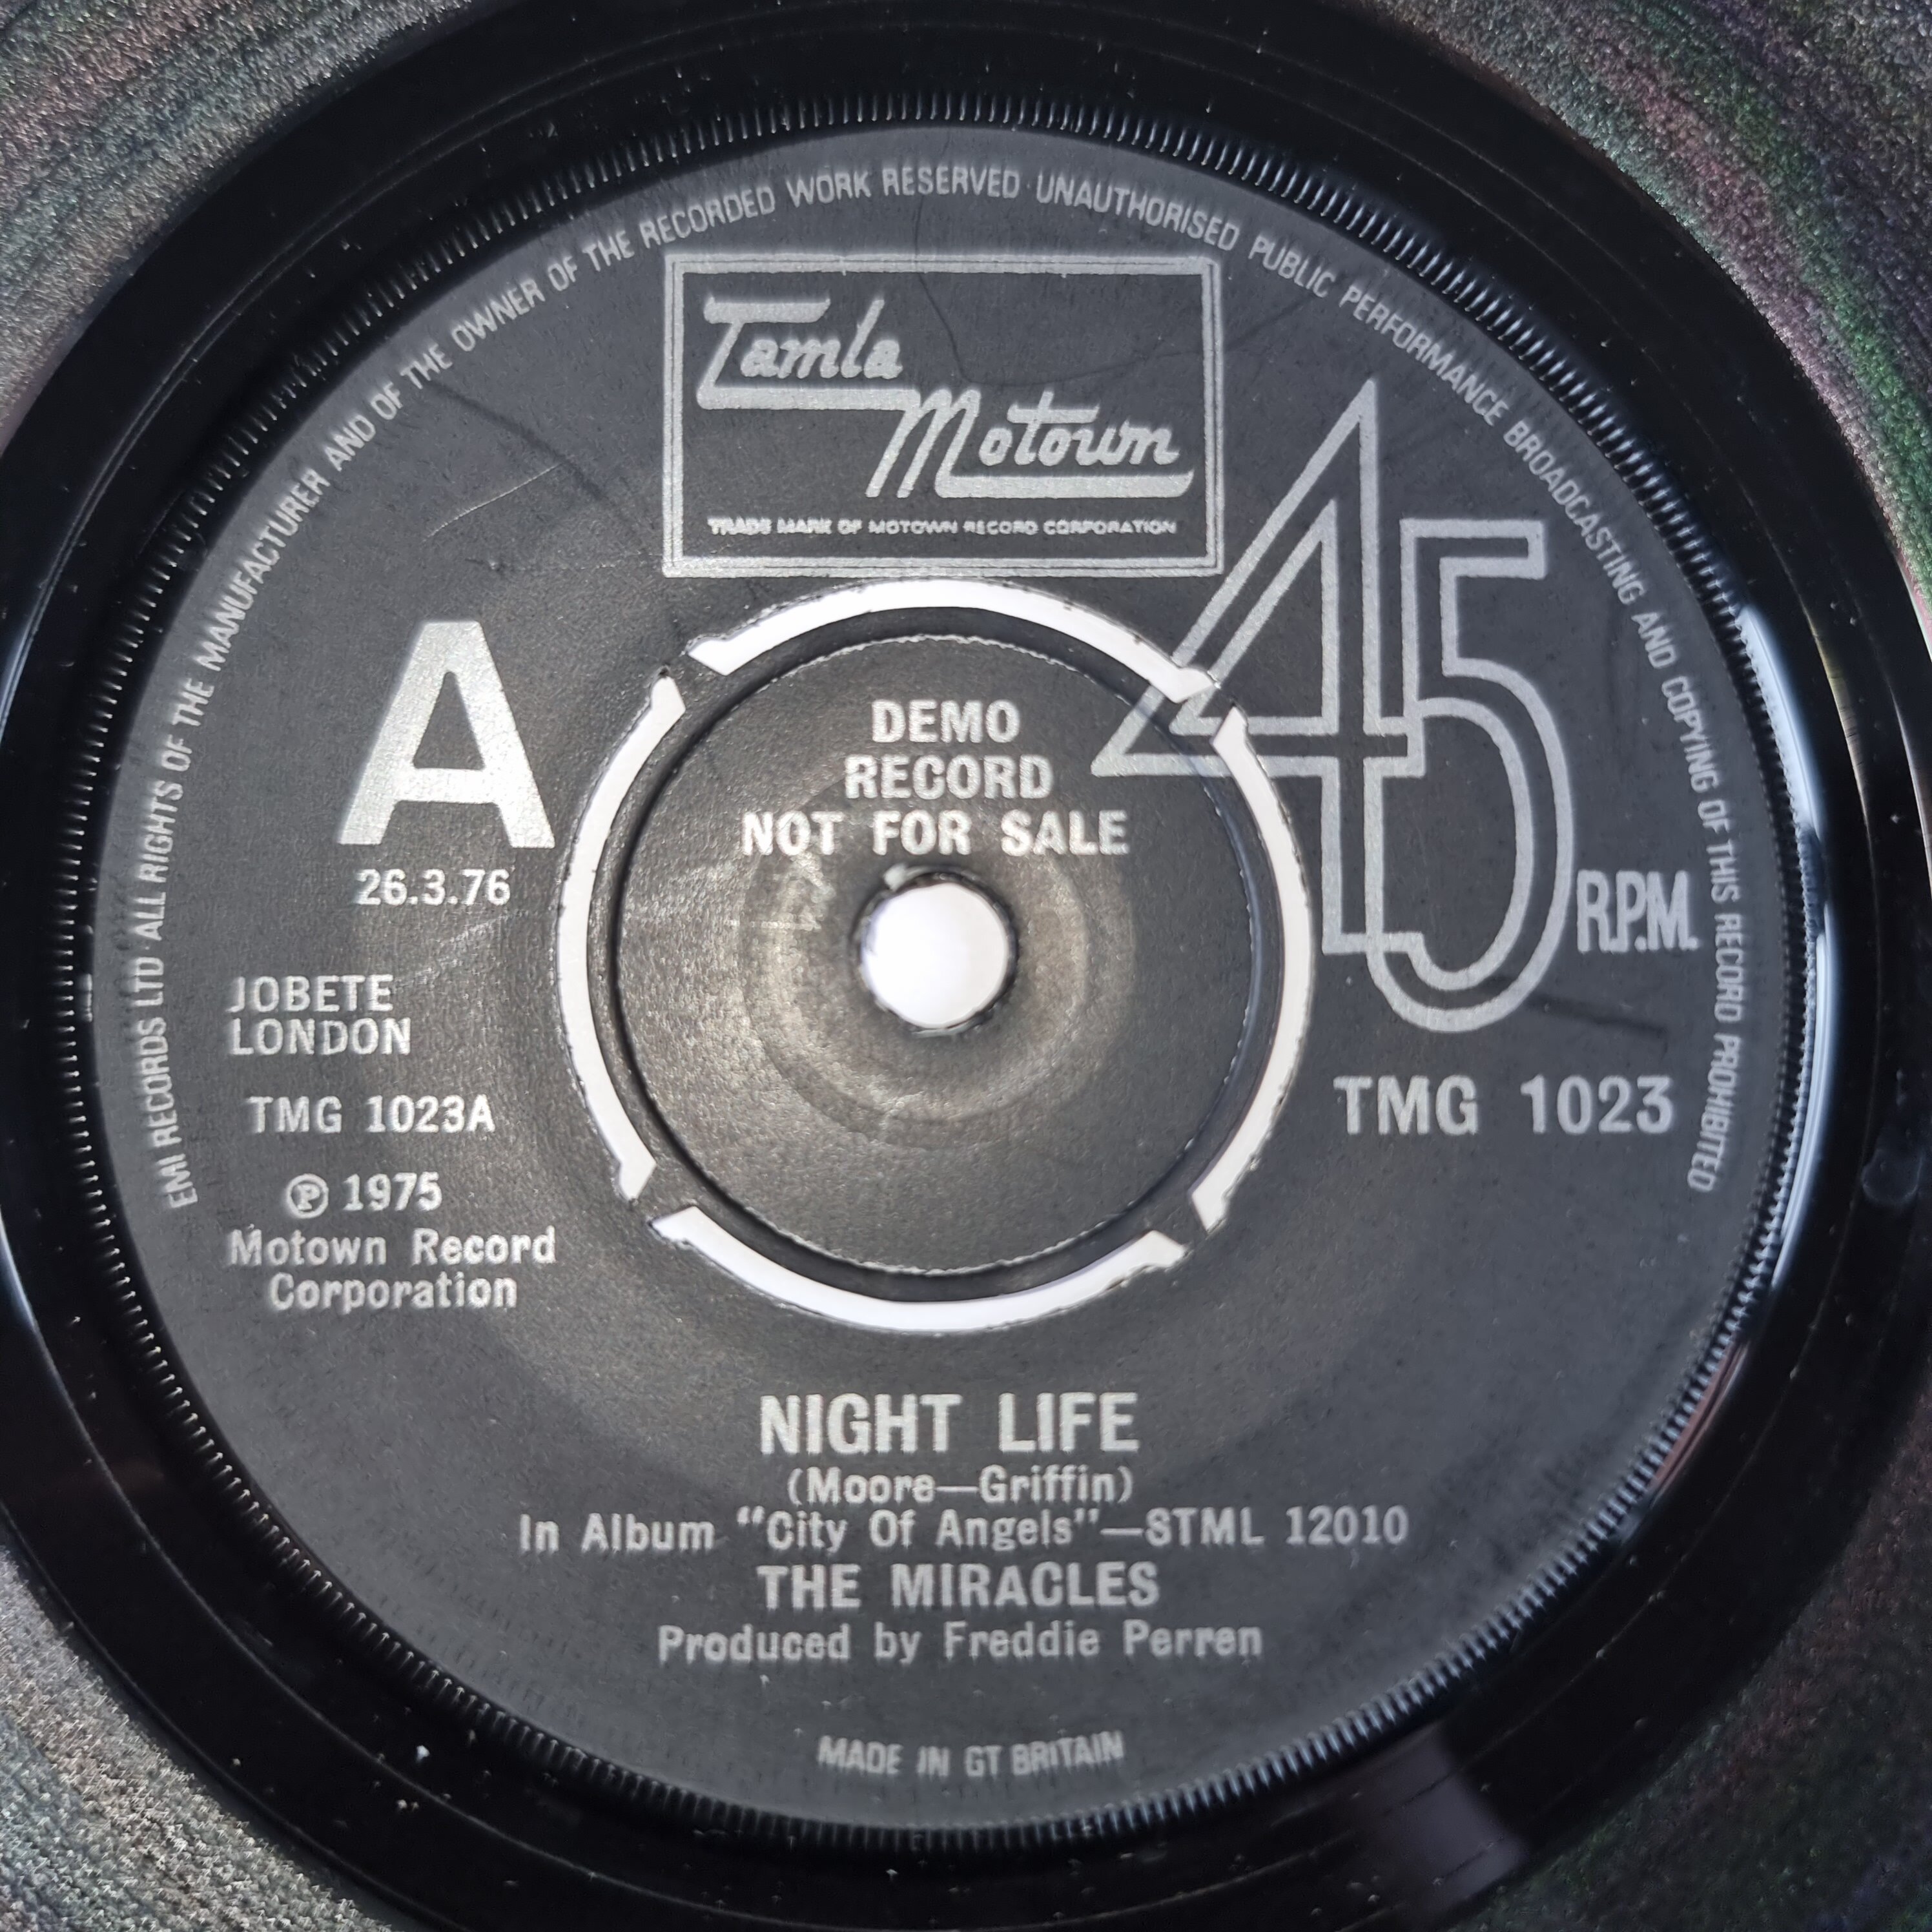 EMI RECORDS LTD ALL RIGHTS OF THE MANUFACTURER AND OF THE OWNER OF THE RECORDED WORK RESERVED · UNAUTHORISED PUBLIC PERFORMANCE BROADCASTING AND COPYING OF THIS RECORD PROHIBITED
Tamla
Motown
TRADE MARK OF MOTOWN RECORD CORPORATION
45
R.P.M.
A
26.3.76
DEMO
RECORD
NOT FOR SALE
JOBETE
LONDON
TMG 1023A
℗ 1975
Motown Record
Corporation
TMG 1023
NIGHT LIFE
(Moore—Griffin)
In Album "City Of Angels"—STML 12010
THE MIRACLES
Produced by Freddie Perren
MADE IN GT BRITAIN